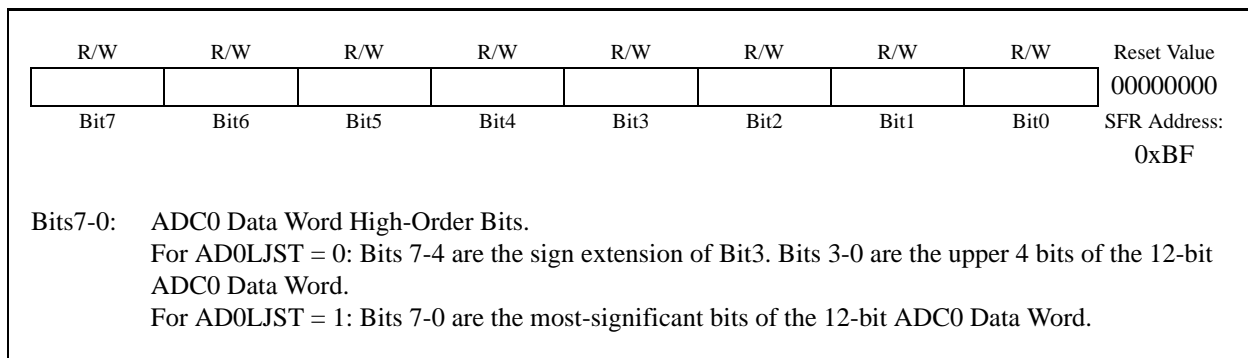 R/W R/W R/W R/W R/W R/W R/W R/W Reset Value
00000000
Bit7 Bit6 Bit5 Bit4 Bit3 Bit2 Bit1 Bit0 SFR Address:
0xBF
Bits7-0: ADC0 Data Word High-Order Bits.
For AD0LJST = 0: Bits 7-4 are the sign extension of Bit3. Bits 3-0 are the upper 4 bits of the 12-bit
ADC0 Data Word.
For AD0LJST = 1: Bits 7-0 are the most-significant bits of the 12-bit ADC0 Data Word.